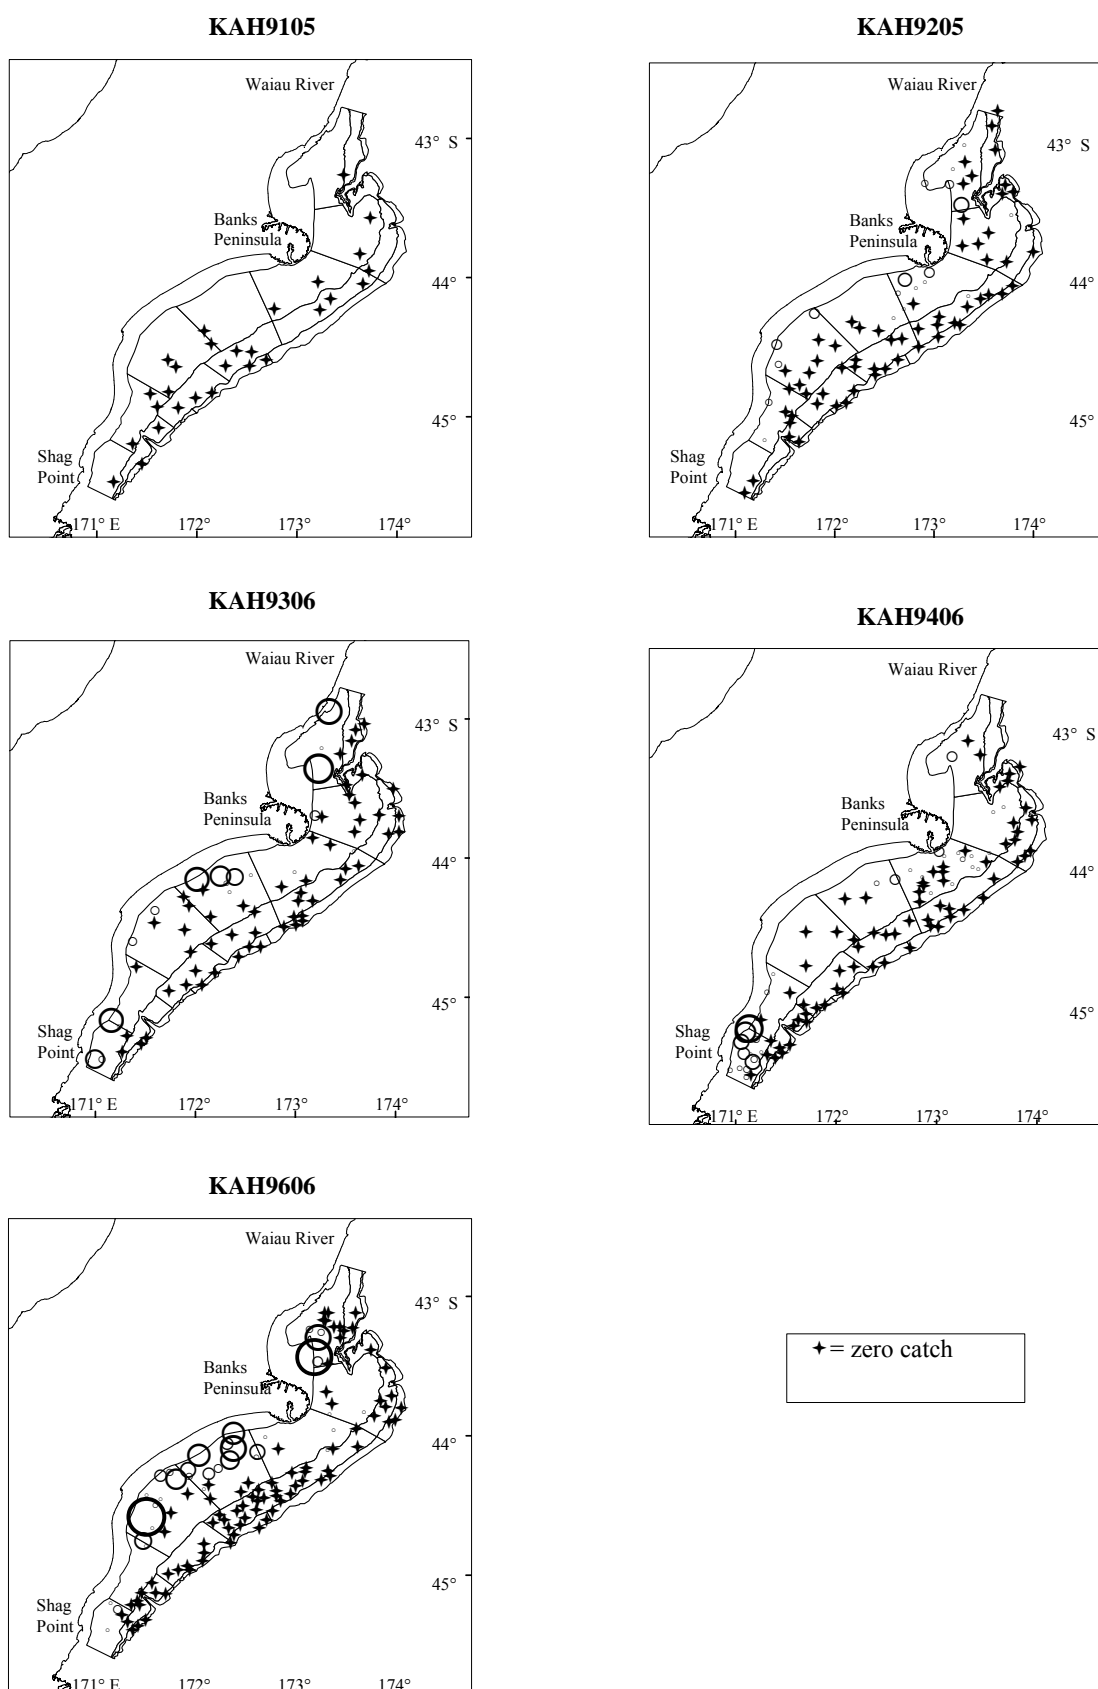 KAH9105
Waiau River
43° S
Banks
Peninsula
44°
45°
Shag
Point
171° E
172°
173°
174°
KAH9205
Waiau River
43° S
Banks
Peninsula
44°
45°
Shag
Point
171° E
172°
173°
174°
KAH9306
Waiau River
43° S
Banks
Peninsula
44°
45°
Shag
Point
171° E
172°
173°
174°
KAH9406
Waiau River
43° S
Banks
Peninsula
44°
45°
Shag
Point
171° E
172°
173°
174°
KAH9606
Waiau River
43° S
Banks
Peninsula
44°
45°
Shag
Point
171° E
172°
173°
174°
= zero catch